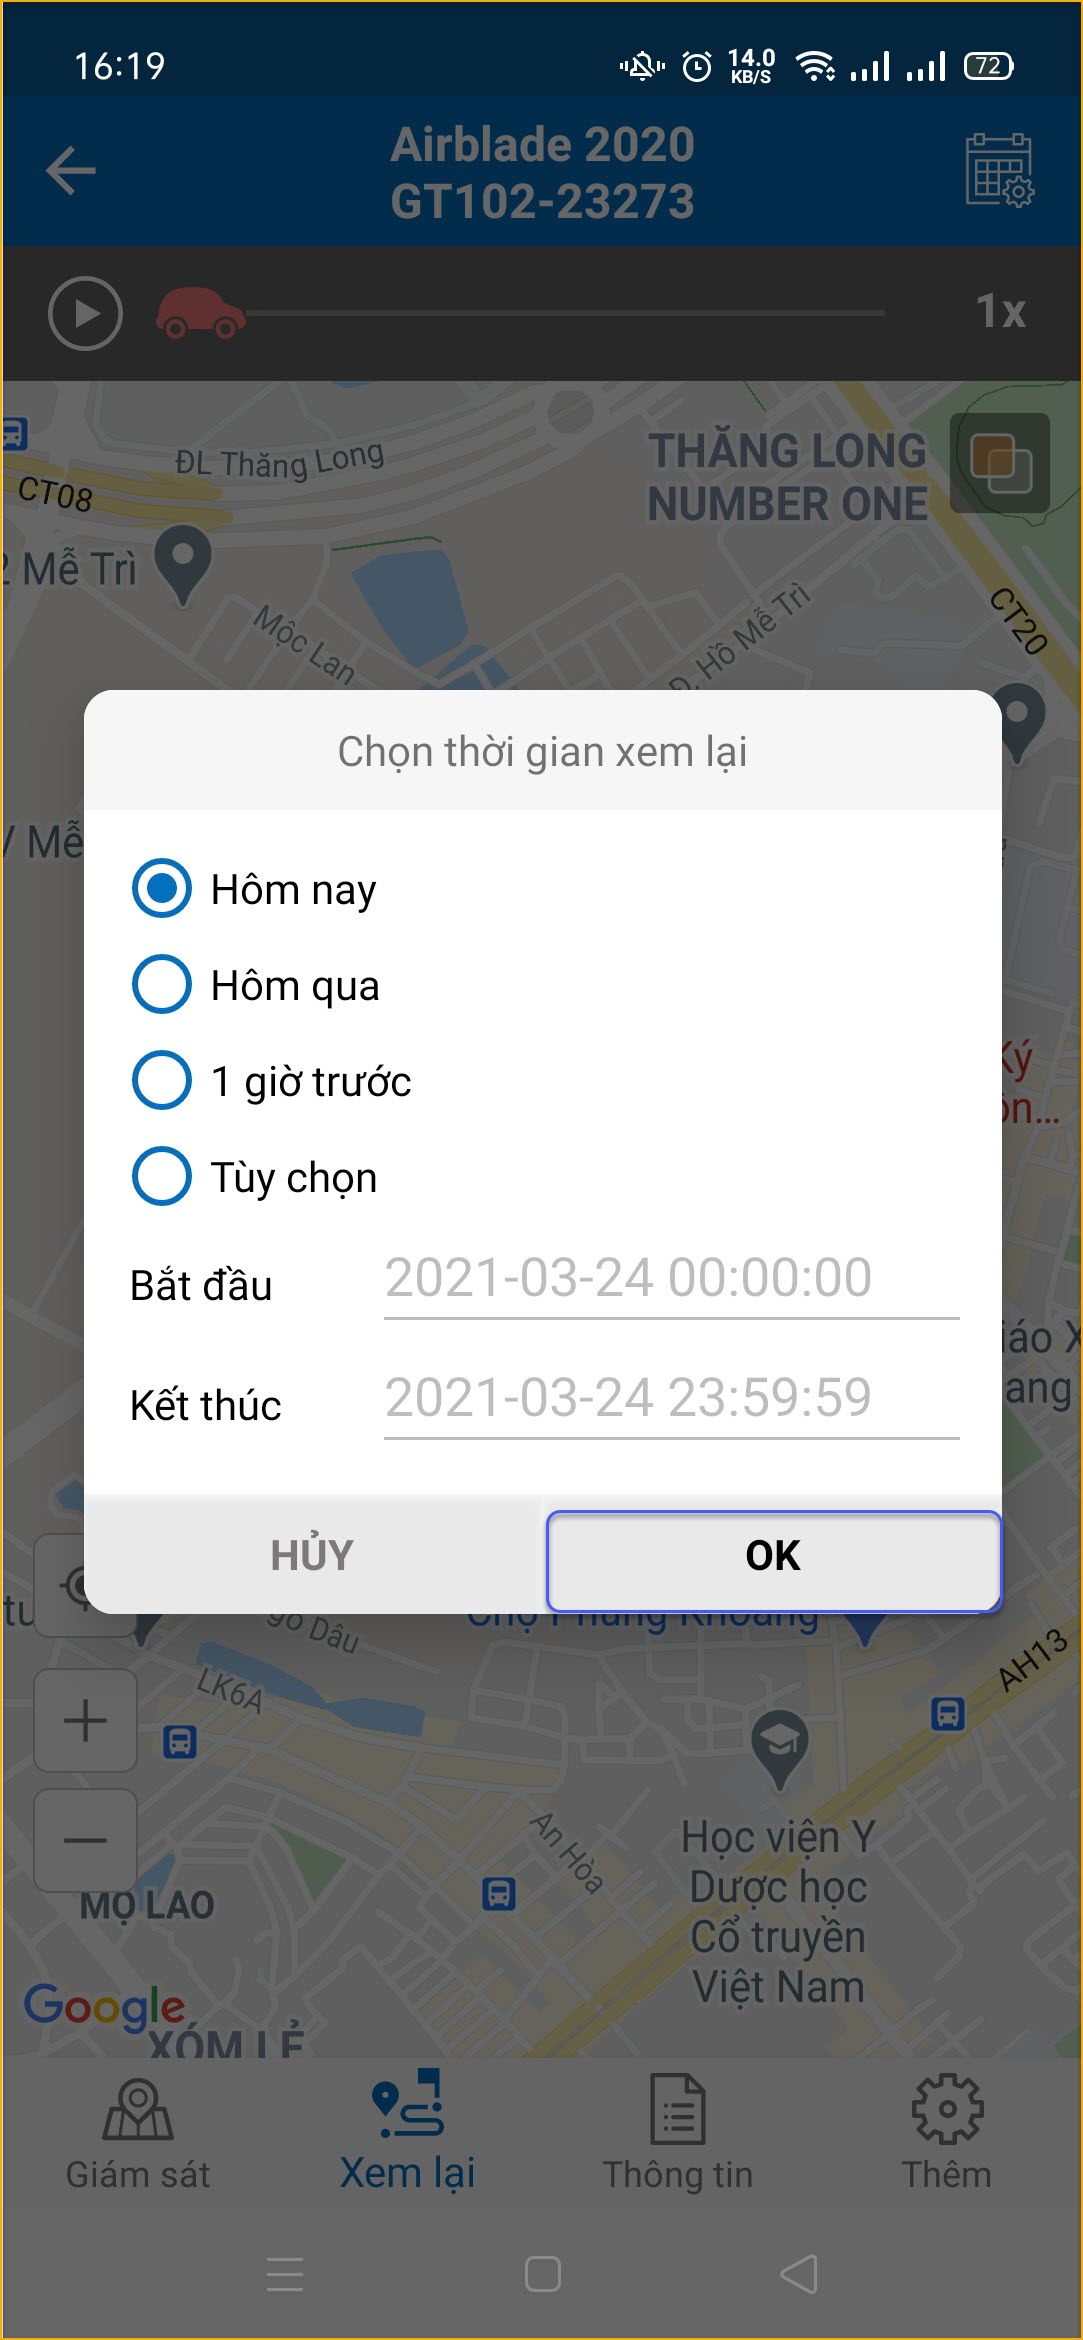 16:19
14.0
KB/S
72
Airblade 2020
GT102-23273
1x
ĐL Thăng Long
THĂNG LONG
NUMBER ONE
CT08
2 Mễ Trì
Mộc Lan
Đ. Hồ Mễ Trì
CT20
Chọn thời gian xem lại
/ Mễ
Hôm nay
Hôm qua
1 giờ trước
Ký
ôn...
Tùy chọn
Bắt đầu
2021-03-24 00:00:00
iáo X
ang
Kết thúc
2021-03-24 23:59:59
HỦY
OK
tu
go Dâu
Chợ Phùng Khoang
LK6A
AH13
An Hòa
Học viện Y
Dược học
Cổ truyền
Việt Nam
MỘ LAO
Google
XÓM LẺ
Giám sát
Xem lại
Thông tin
Thêm